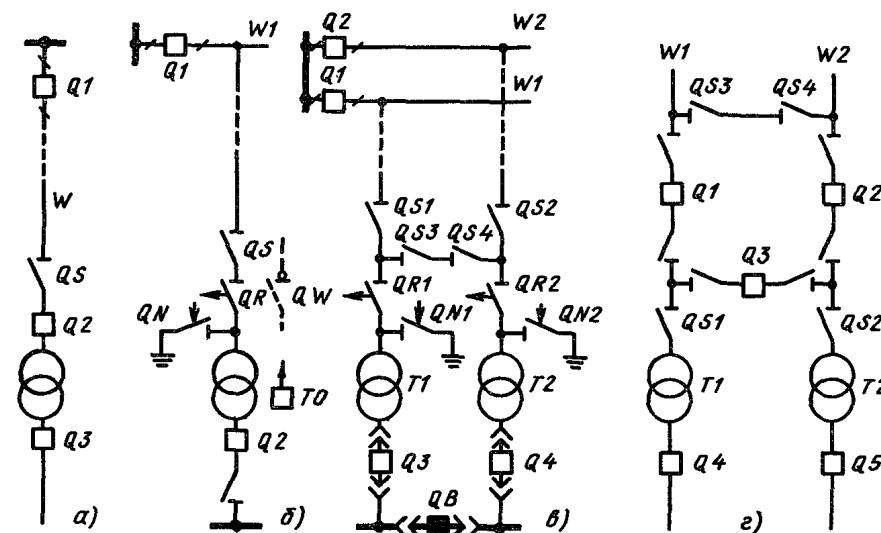 Q1
W
QS
Q2
Q3
а)
W1
Q1
QS
QR
QW
QN
TO
Q2
б)
Q2
W2
Q1
W1
QS1
QS2
QS3
QS4
QR1
QR2
QN1
QN2
T1
T2
Q3
Q4
QB
в)
W1
W2
QS3
QS4
Q1
Q2
Q3
QS1
QS2
T1
T2
Q4
Q5
г)